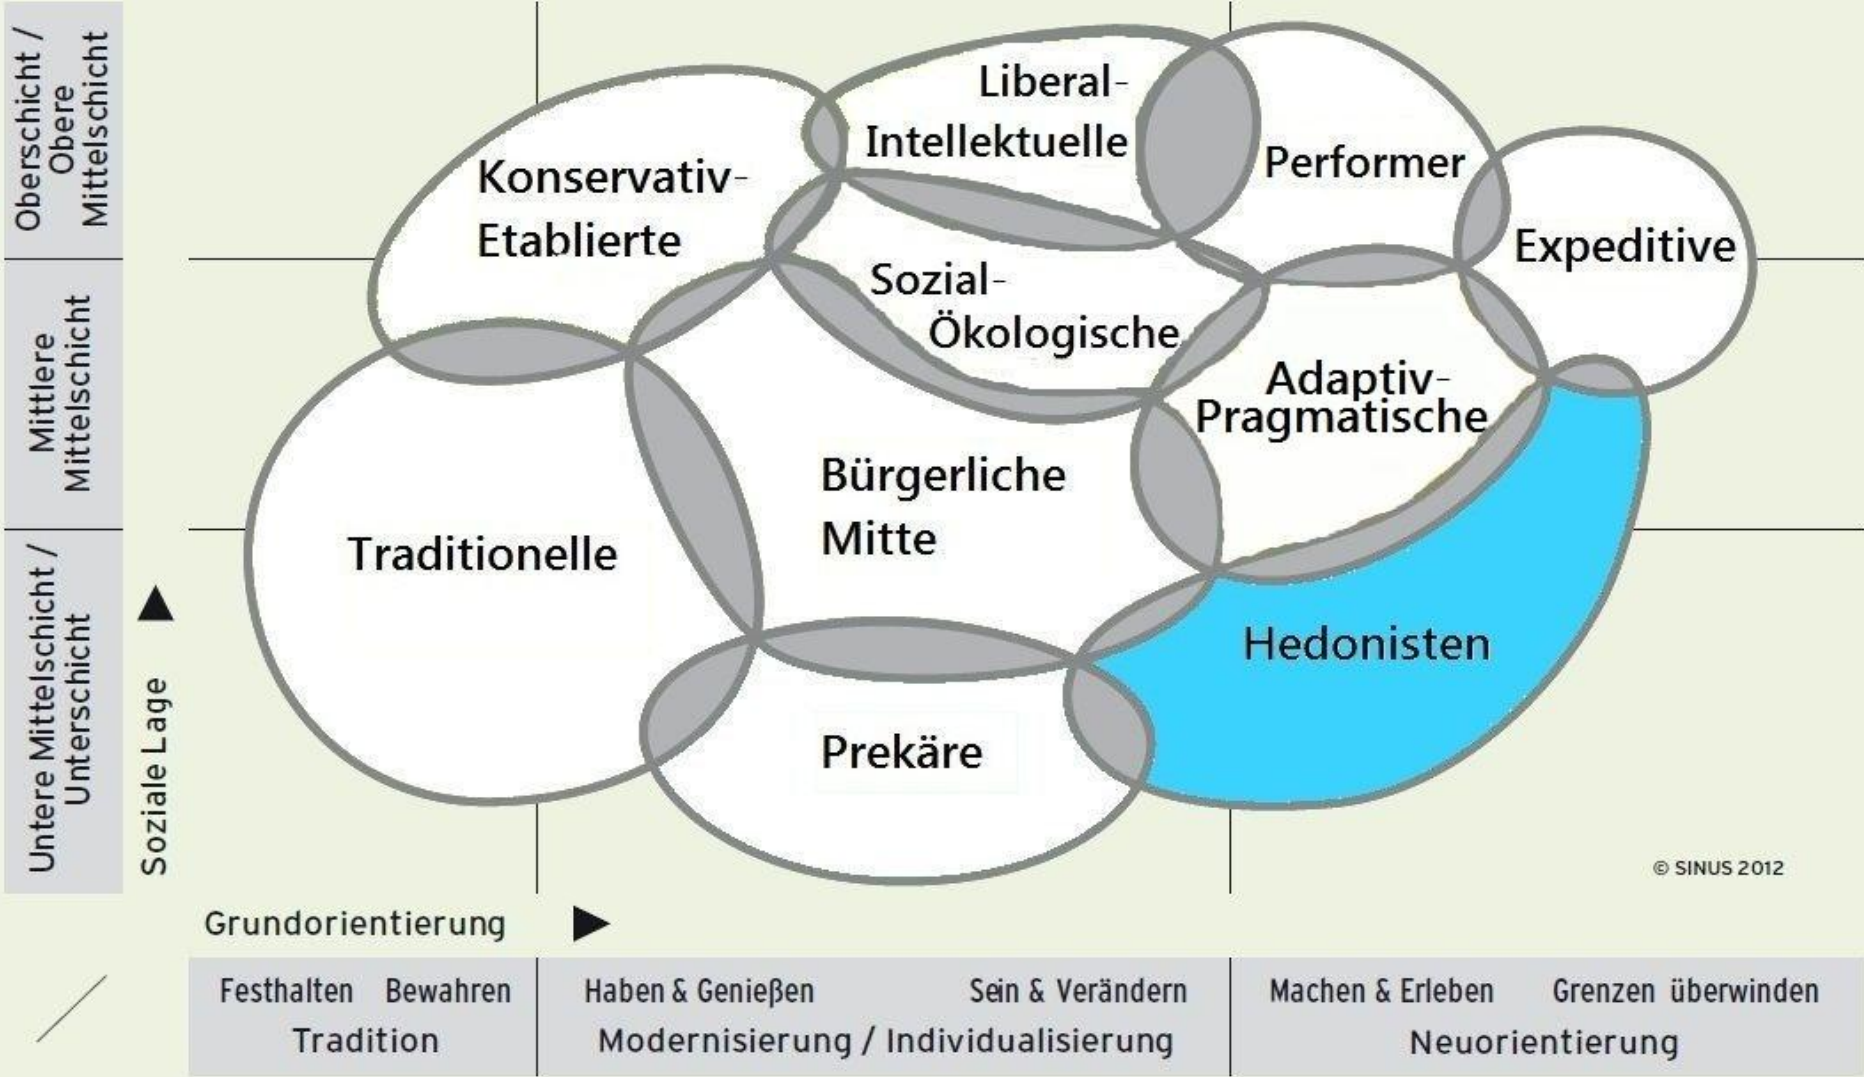 Oberschicht /
Obere
Mittelschicht
Mittlere
Mittelschicht
Untere Mittelschicht /
Unterschicht
Soziale Lage
Liberal-
Intellektuelle
Performer
Konservativ-
Etablierte
Expeditive
Sozial-
Ökologische
Adaptiv-
Pragmatische
Bürgerliche
Mitte
Traditionelle
Hedonisten
Prekäre
© SINUS 2012
Grundorientierung
Festhalten Bewahren
Tradition
Haben & Genießen Sein & Verändern
Modernisierung / Individualisierung
Machen & Erleben Grenzen überwinden
Neuorientierung